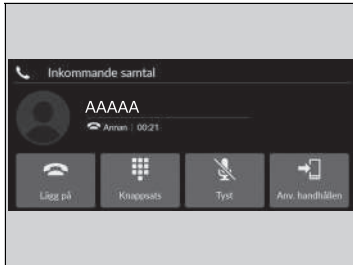 Inkommande samtal
AAAAA
Annan | 00:21
Lägg på
Knappsats
Tyst
Anv. handhållen